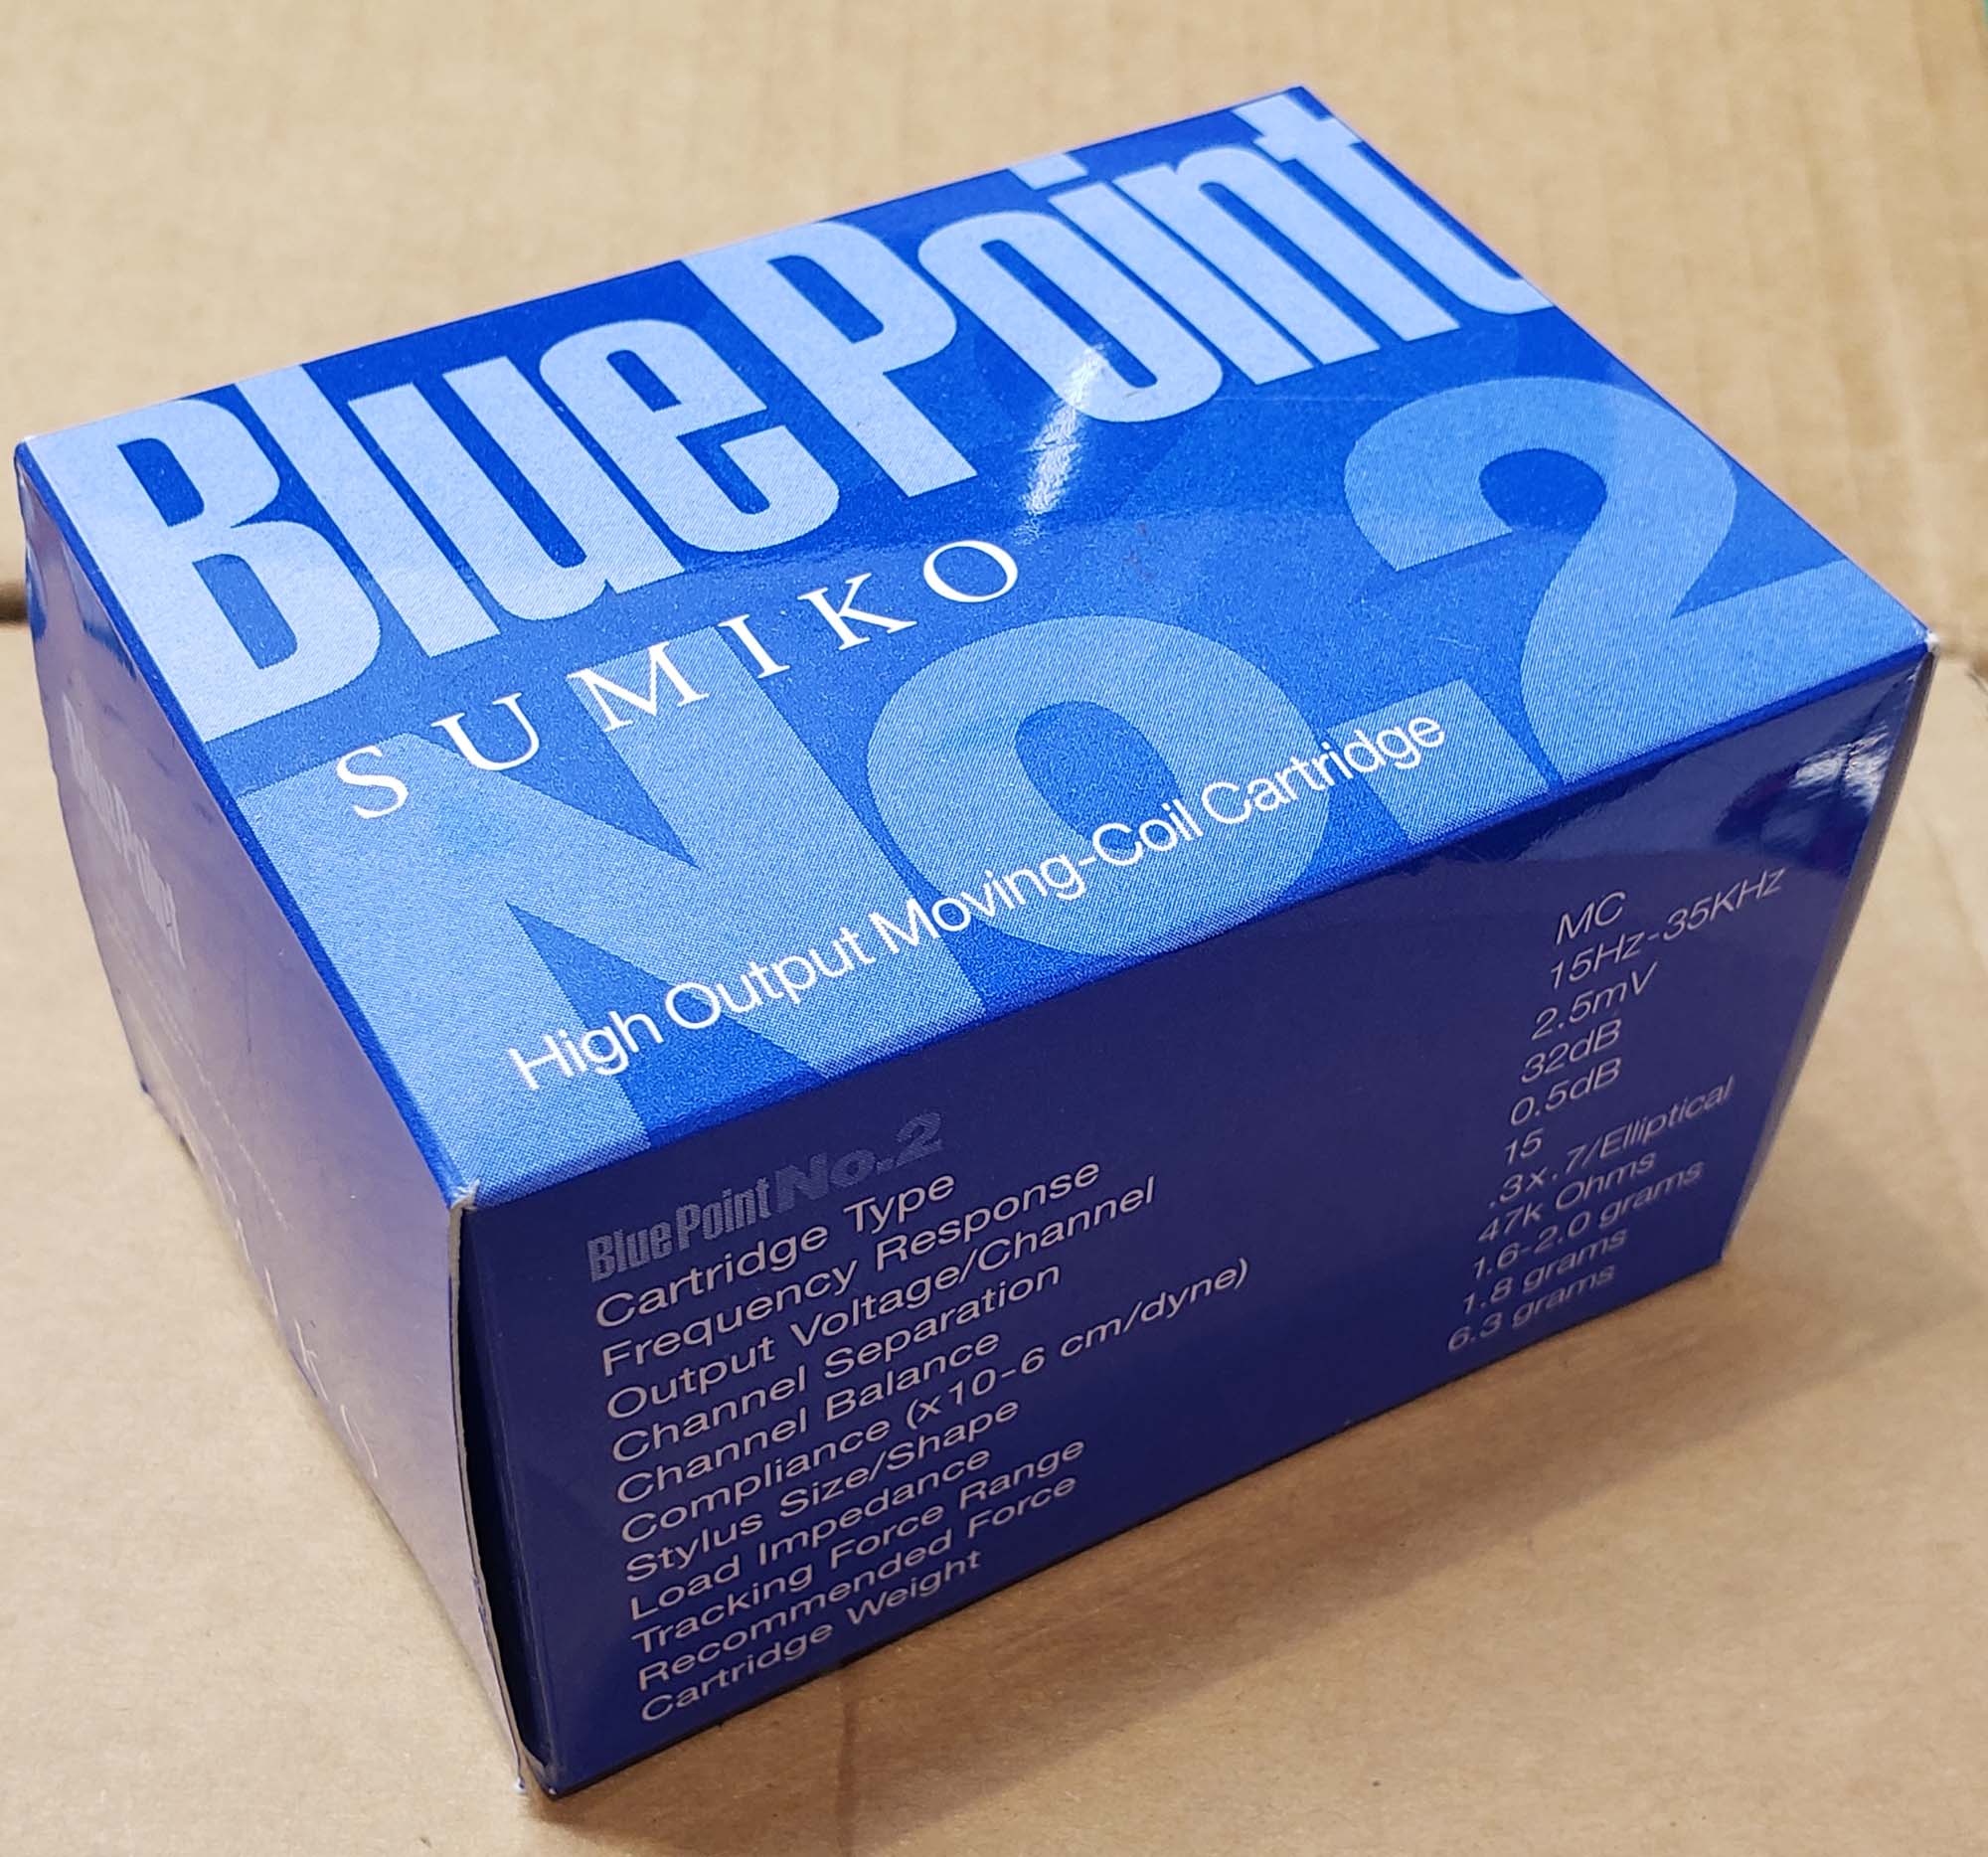 BluePoint
SUMIKO
No.2
High Output Moving-Coil Cartridge
BluePoint No.2
Cartridge Type MC
Frequency Response 15Hz-35KHz
Output Voltage/Channel 2.5mV
Channel Separation 32dB
Channel Balance 0.5dB
Compliance (x10-6 cm/dyne) 15
Stylus Size/Shape .3x.7/Elliptical
Load Impedance 47k Ohms
Tracking Force Range 1.6-2.0 grams
Recommended Force 1.8 grams
Cartridge Weight 6.3 grams